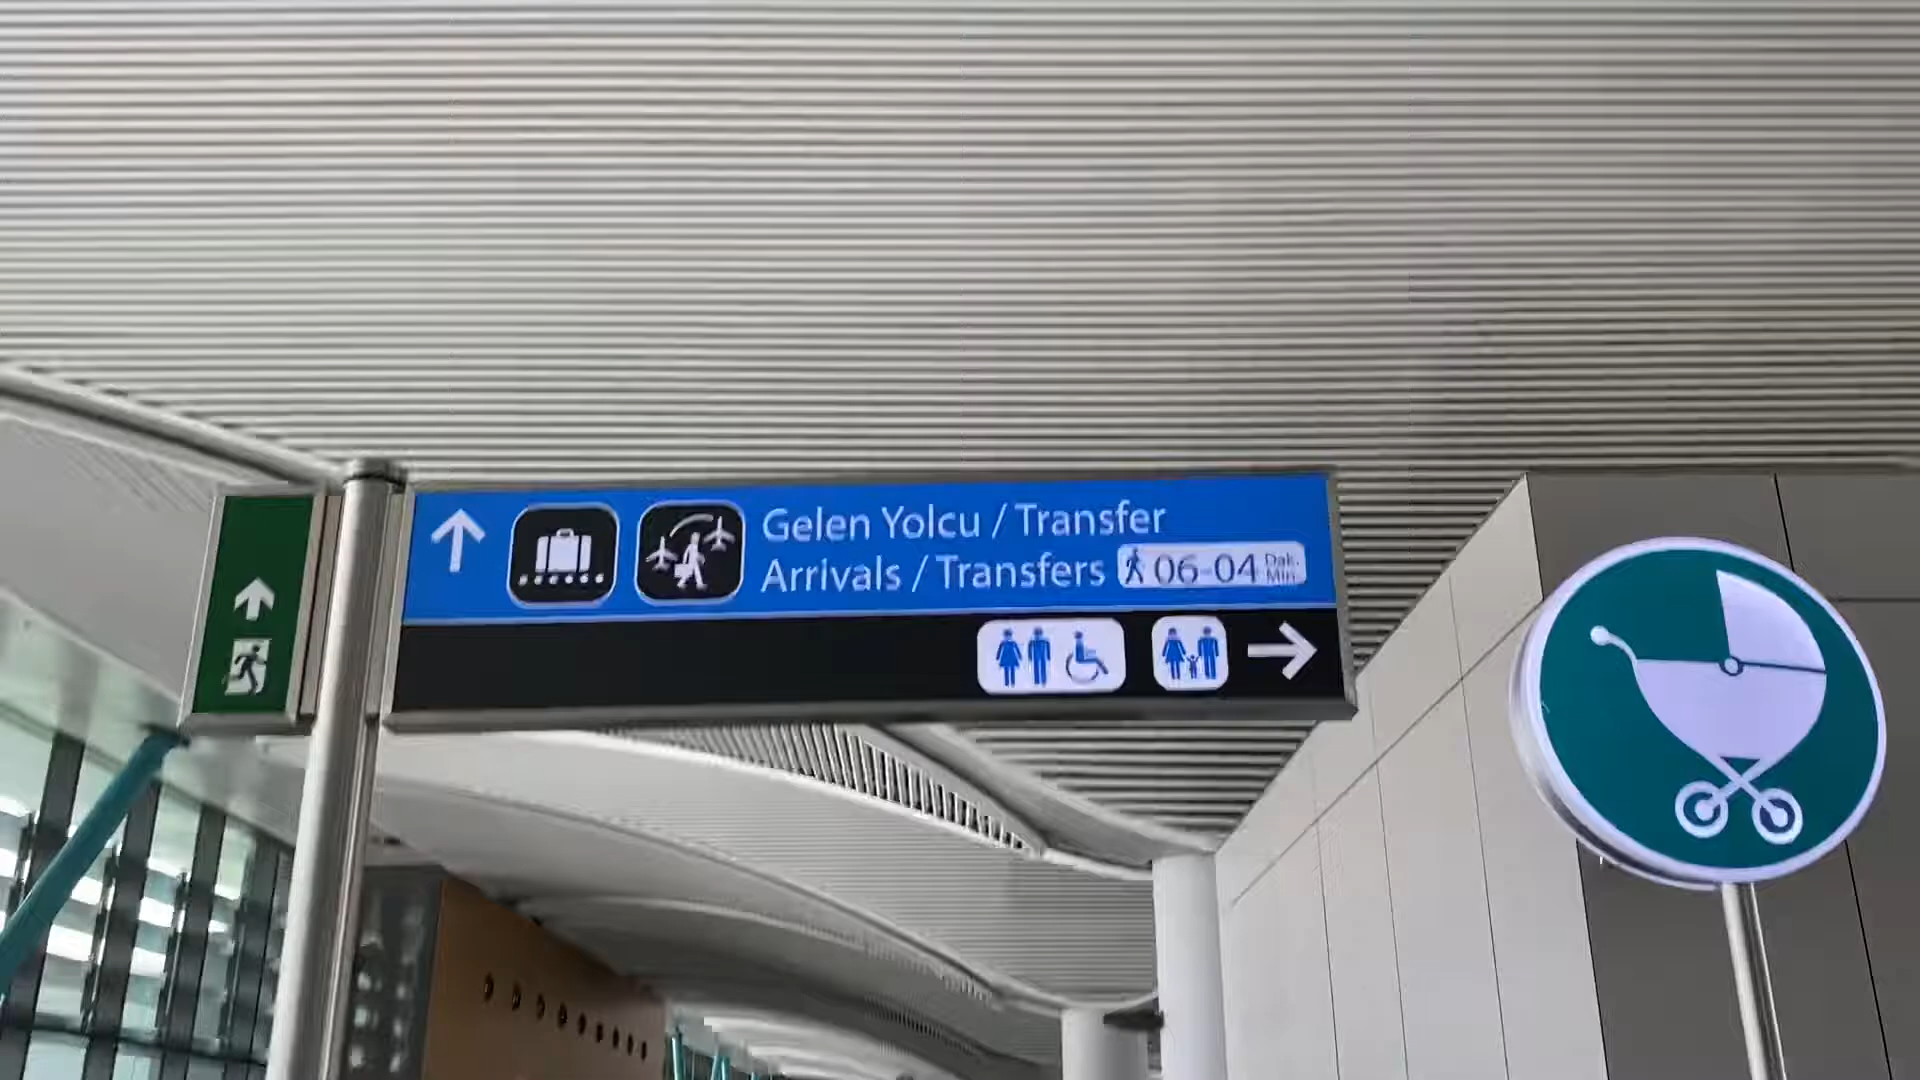 Gelen Yolcu / Transfer
Arrivals / Transfers 06-04 Dak. Min.